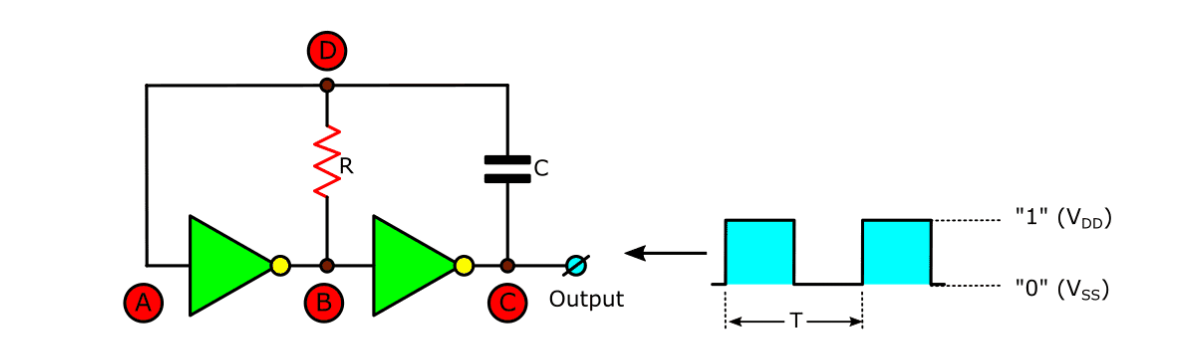 D
R
C
"1" (VDD)
A
B
C
Output
"0" (VSS)
T